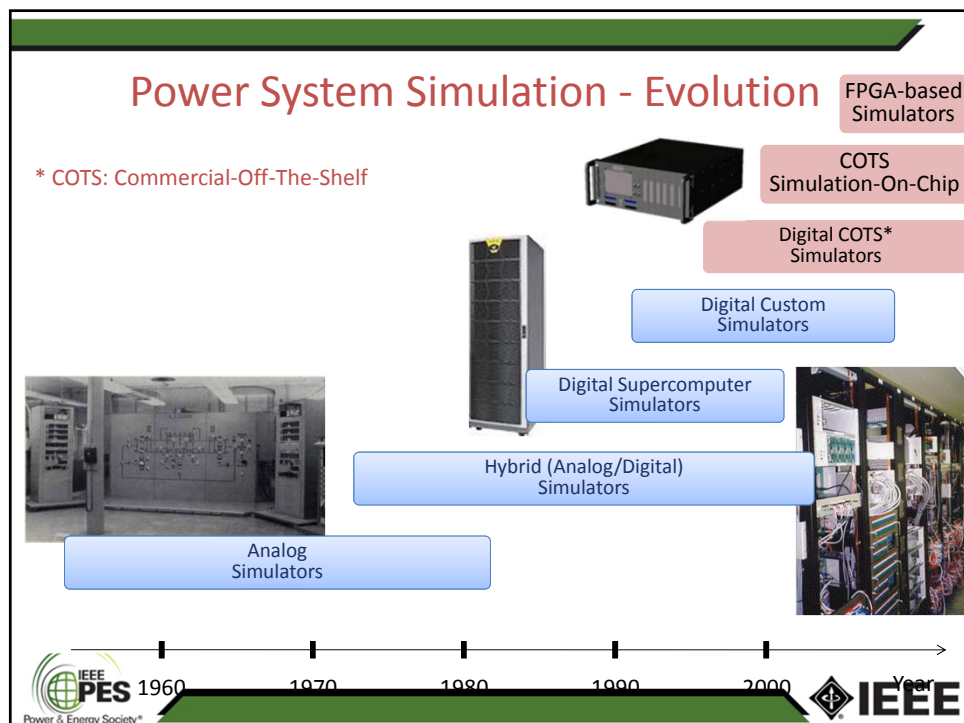 Power System Simulation - Evolution
FPGA-based
Simulators
* COTS: Commercial-Off-The-Shelf
COTS
Simulation-On-Chip
Digital COTS*
Simulators
Digital Custom
Simulators
Digital Supercomputer
Simulators
Hybrid (Analog/Digital)
Simulators
Analog
Simulators
1960
1970
1980
1990
2000
Year
IEEE
PES
Power & Energy Society®
IEEE